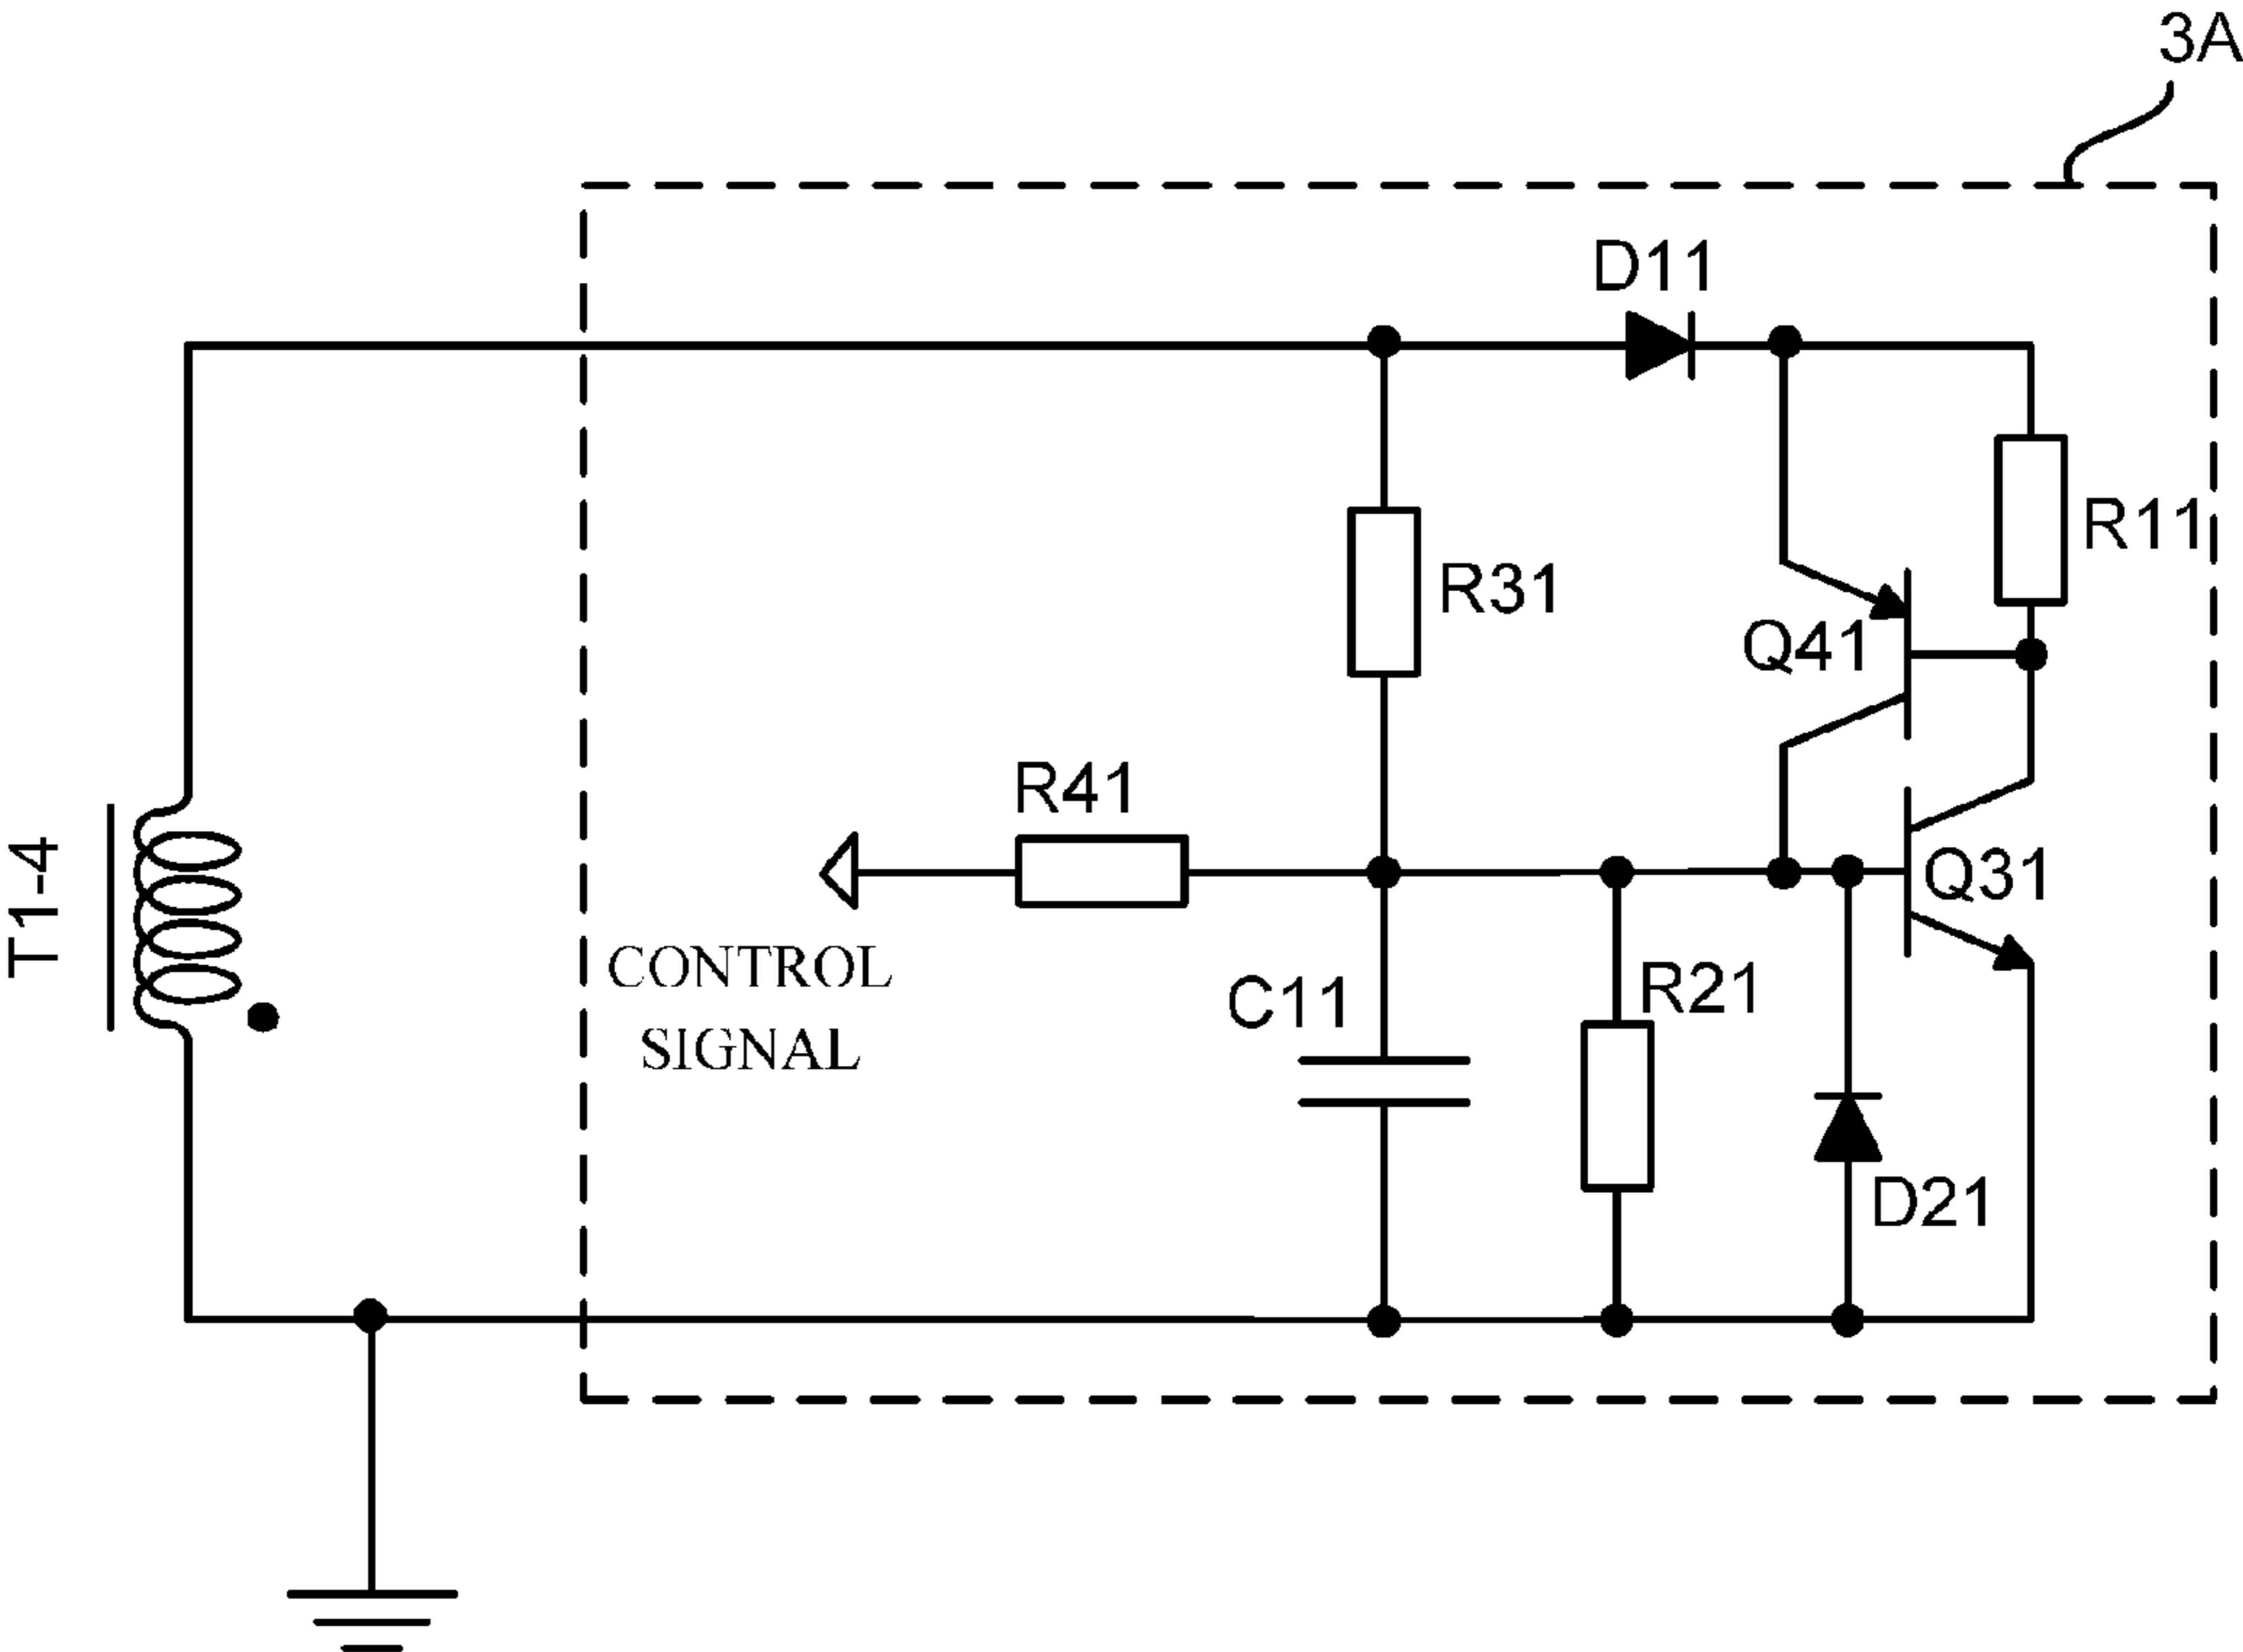 3A
D11
R11
R31
Q41
R41
T1-4
Q31
CONTROL
SIGNAL
C11
R21
D21